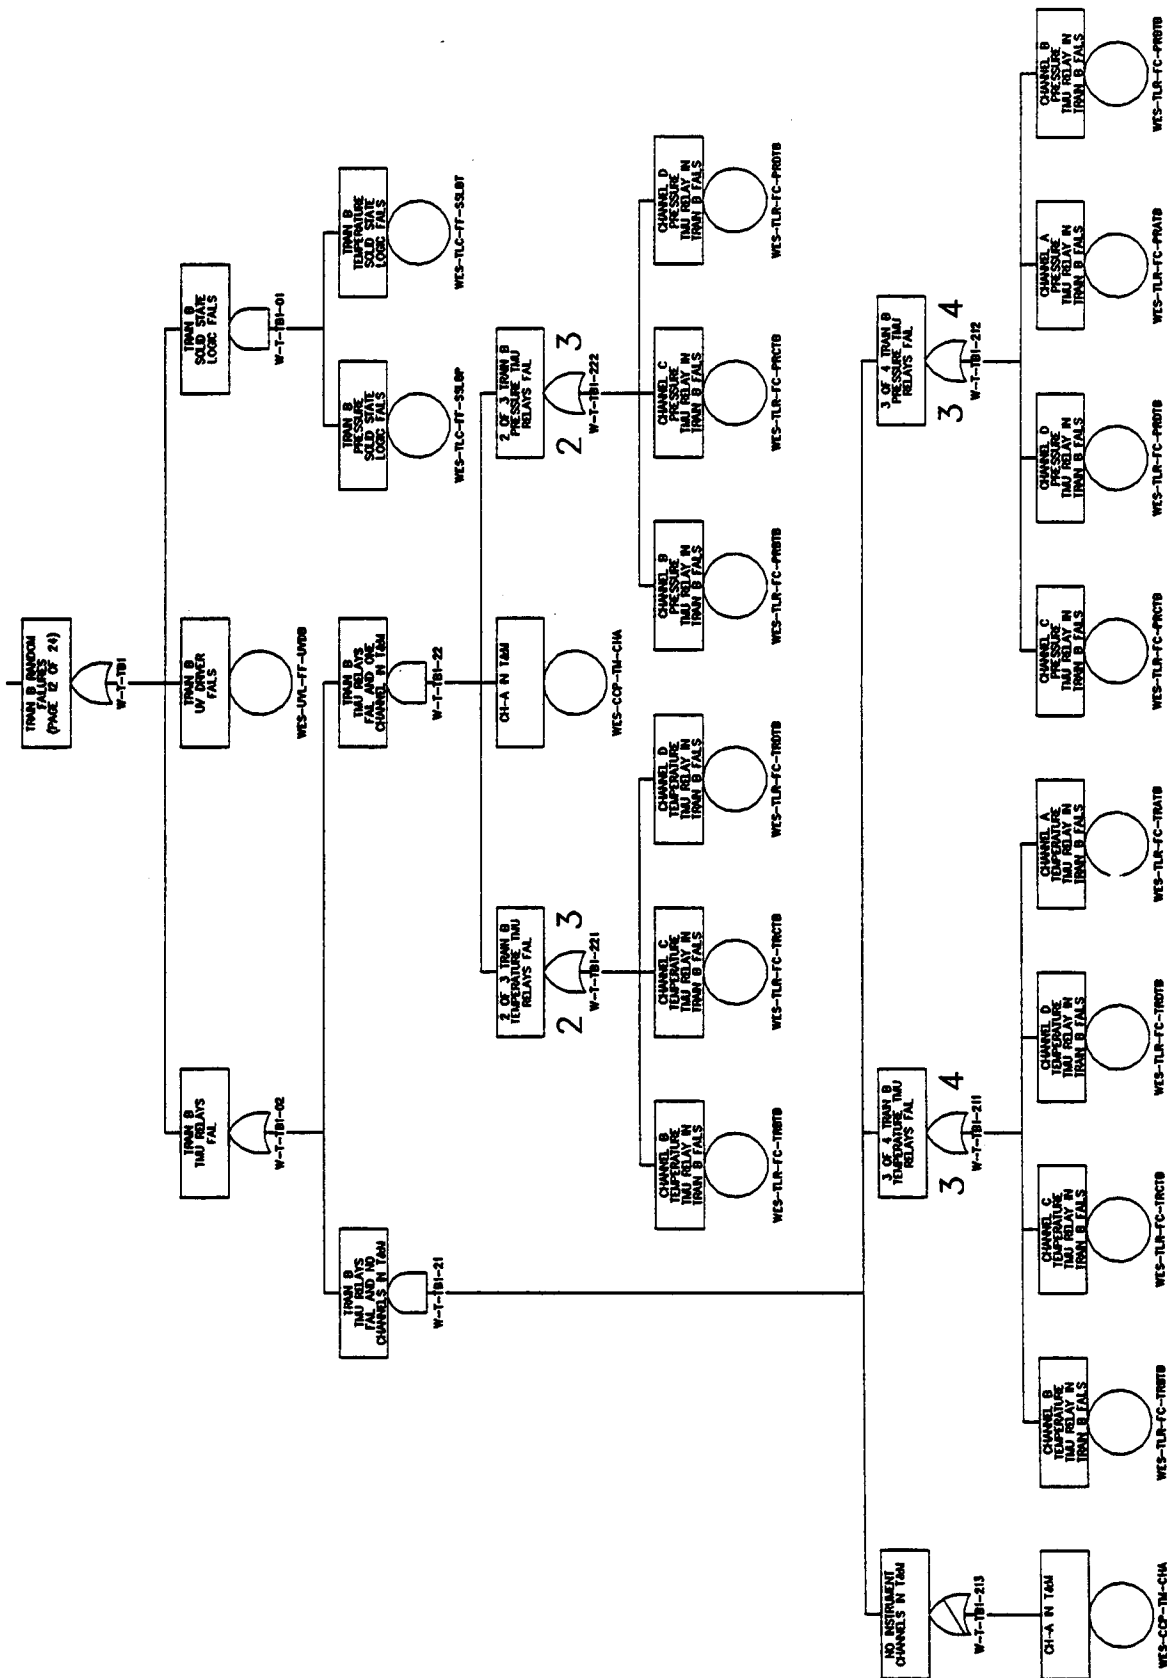 TRAIN B RANDOM
FAILURES
(PAGE 12 OF 24)
W-T-TB1
TRAIN B
TMU RELAYS
FAIL
W-T-TB1-02
TRAIN B
UV DRIVER
FAILS
WES-UVL-FF-UVDB
TRAIN B
SOLID STATE
LOGIC FAILS
W-T-TB1-01
TRAIN B
TMU RELAYS
FAIL AND NO
CHANNELS IN T&M
W-T-TB1-21
TRAIN B
TMU RELAYS
FAIL AND ONE
CHANNEL IN T&M
W-T-TB1-22
TRAIN B
PRESSURE
SOLID STATE
LOGIC FAILS
WES-TLC-FF-SSLBP
TRAIN B
TEMPERATURE
SOLID STATE
LOGIC FAILS
WES-TLC-FF-SSLBT
2 OF 3 TRAIN B
TEMPERATURE TMU
RELAYS FAIL
2 3
W-T-TB1-221
CH-A IN T&M
WES-CCP-TM-CHA
2 OF 3 TRAIN B
PRESSURE TMU
RELAYS FAIL
2 3
W-T-TB1-222
CHANNEL B
TEMPERATURE
TMU RELAY IN
TRAIN B FAILS
WES-TLR-FC-TRBTB
CHANNEL C
TEMPERATURE
TMU RELAY IN
TRAIN B FAILS
WES-TLR-FC-TRCTB
CHANNEL D
TEMPERATURE
TMU RELAY IN
TRAIN B FAILS
WES-TLR-FC-TRDTB
CHANNEL B
PRESSURE
TMU RELAY IN
TRAIN B FAILS
WES-TLR-FC-PRBTB
CHANNEL C
PRESSURE
TMU RELAY IN
TRAIN B FAILS
WES-TLR-FC-PRCTB
CHANNEL D
PRESSURE
TMU RELAY IN
TRAIN B FAILS
WES-TLR-FC-PRDTB
NO INSTRUMENT
CHANNELS IN T&M
W-T-TB1-213
3 OF 4 TRAIN B
TEMPERATURE TMU
RELAYS FAIL
3 4
W-T-TB1-211
3 OF 4 TRAIN B
PRESSURE TMU
RELAYS FAIL
3 4
W-T-TB1-212
CH-A IN T&M
WES-CCP-TM-CHA
CHANNEL B
TEMPERATURE
TMU RELAY IN
TRAIN B FAILS
WES-TLR-FC-TRBTB
CHANNEL C
TEMPERATURE
TMU RELAY IN
TRAIN B FAILS
WES-TLR-FC-TRCTB
CHANNEL D
TEMPERATURE
TMU RELAY IN
TRAIN B FAILS
WES-TLR-FC-TRDTB
CHANNEL A
TEMPERATURE
TMU RELAY IN
TRAIN B FAILS
WES-TLR-FC-TRATB
CHANNEL C
PRESSURE
TMU RELAY IN
TRAIN B FAILS
WES-TLR-FC-PRCTB
CHANNEL D
PRESSURE
TMU RELAY IN
TRAIN B FAILS
WES-TLR-FC-PRDTB
CHANNEL A
PRESSURE
TMU RELAY IN
TRAIN B FAILS
WES-TLR-FC-PRATB
CHANNEL B
PRESSURE
TMU RELAY IN
TRAIN B FAILS
WES-TLR-FC-PRBTB